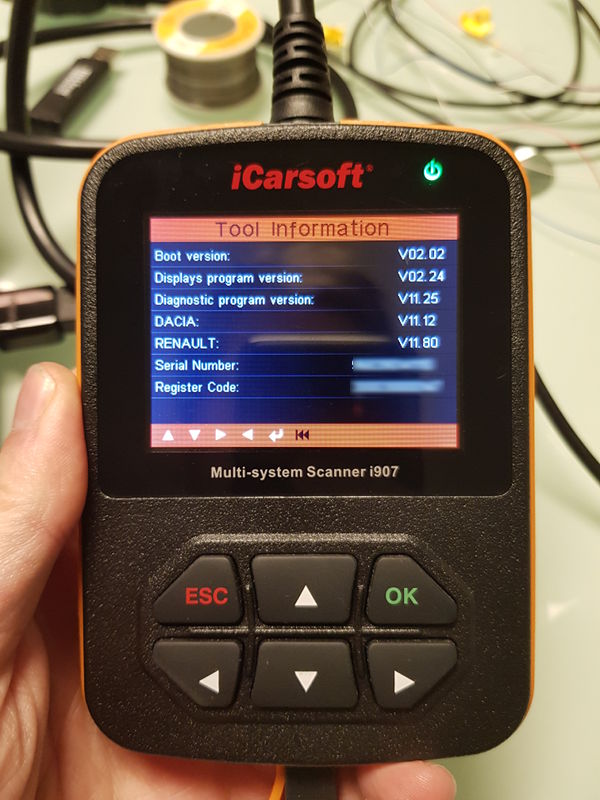 iCarsoft®
Tool Information
Boot version: V02.02
Displays program version: V02.24
Diagnostic program version: V11.25
DACIA: V11.12
RENAULT: V11.80
Serial Number:
Register Code:
Multi-system Scanner i907
ESC
OK